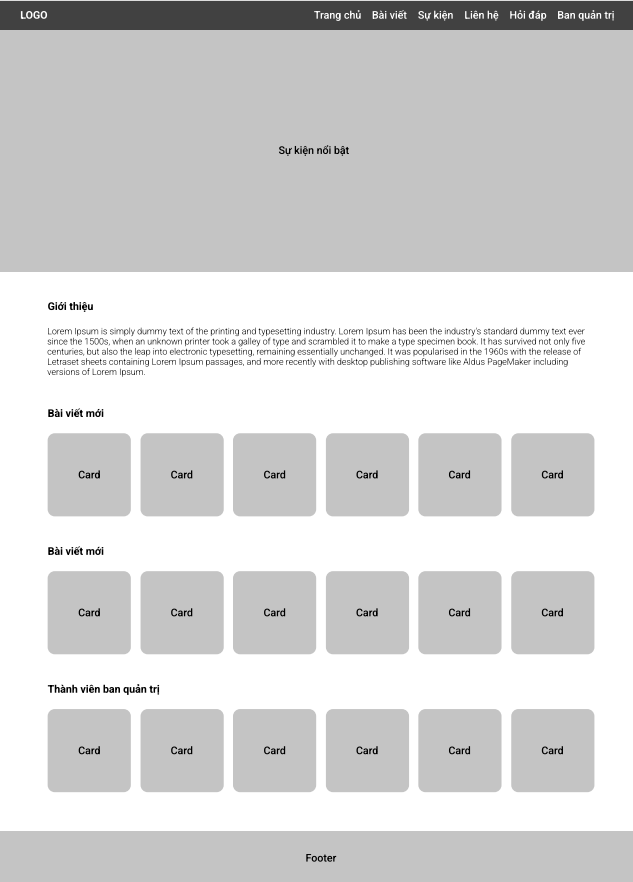 LOGO Trang chủ Bài viết Sự kiện Liên hệ Hỏi đáp Ban quản trị
Sự kiện nổi bật
Giới thiệu
Lorem Ipsum is simply dummy text of the printing and typesetting industry. Lorem Ipsum has been the industry's standard dummy text ever
since the 1500s, when an unknown printer took a galley of type and scrambled it to make a type specimen book. It has survived not only five
centuries, but also the leap into electronic typesetting, remaining essentially unchanged. It was popularised in the 1960s with the release of
Letraset sheets containing Lorem Ipsum passages, and more recently with desktop publishing software like Aldus PageMaker including
versions of Lorem Ipsum.
Bài viết mới
Card Card Card Card Card Card
Bài viết mới
Card Card Card Card Card Card
Thành viên ban quản trị
Card Card Card Card Card Card
Footer